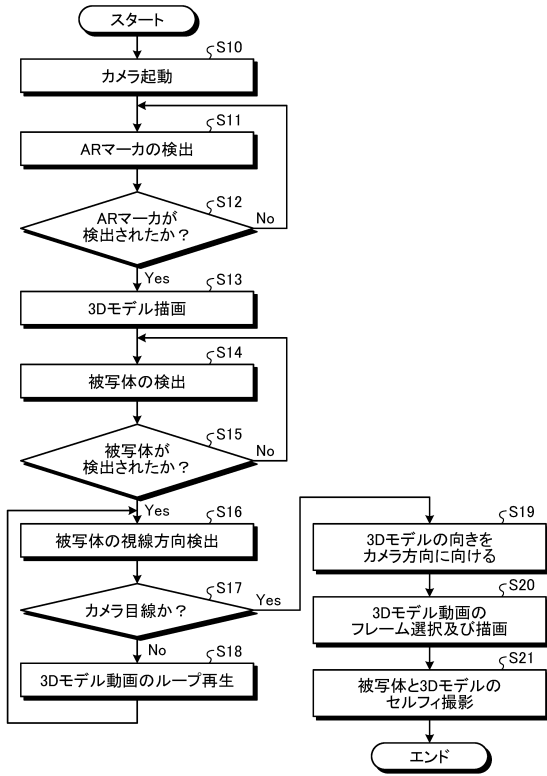 スタート
S10
カメラ起動
S11
ARマーカの検出
S12
ARマーカが
検出されたか？
No
Yes
S13
3Dモデル描画
S14
被写体の検出
S15
被写体が
検出されたか？
No
Yes
S16
被写体の視線方向検出
S17
カメラ目線か？
Yes
No
S18
3Dモデル動画のループ再生
S19
3Dモデルの向きを
カメラ方向に向ける
S20
3Dモデル動画の
フレーム選択及び描画
S21
被写体と3Dモデルの
セルフィ撮影
エンド